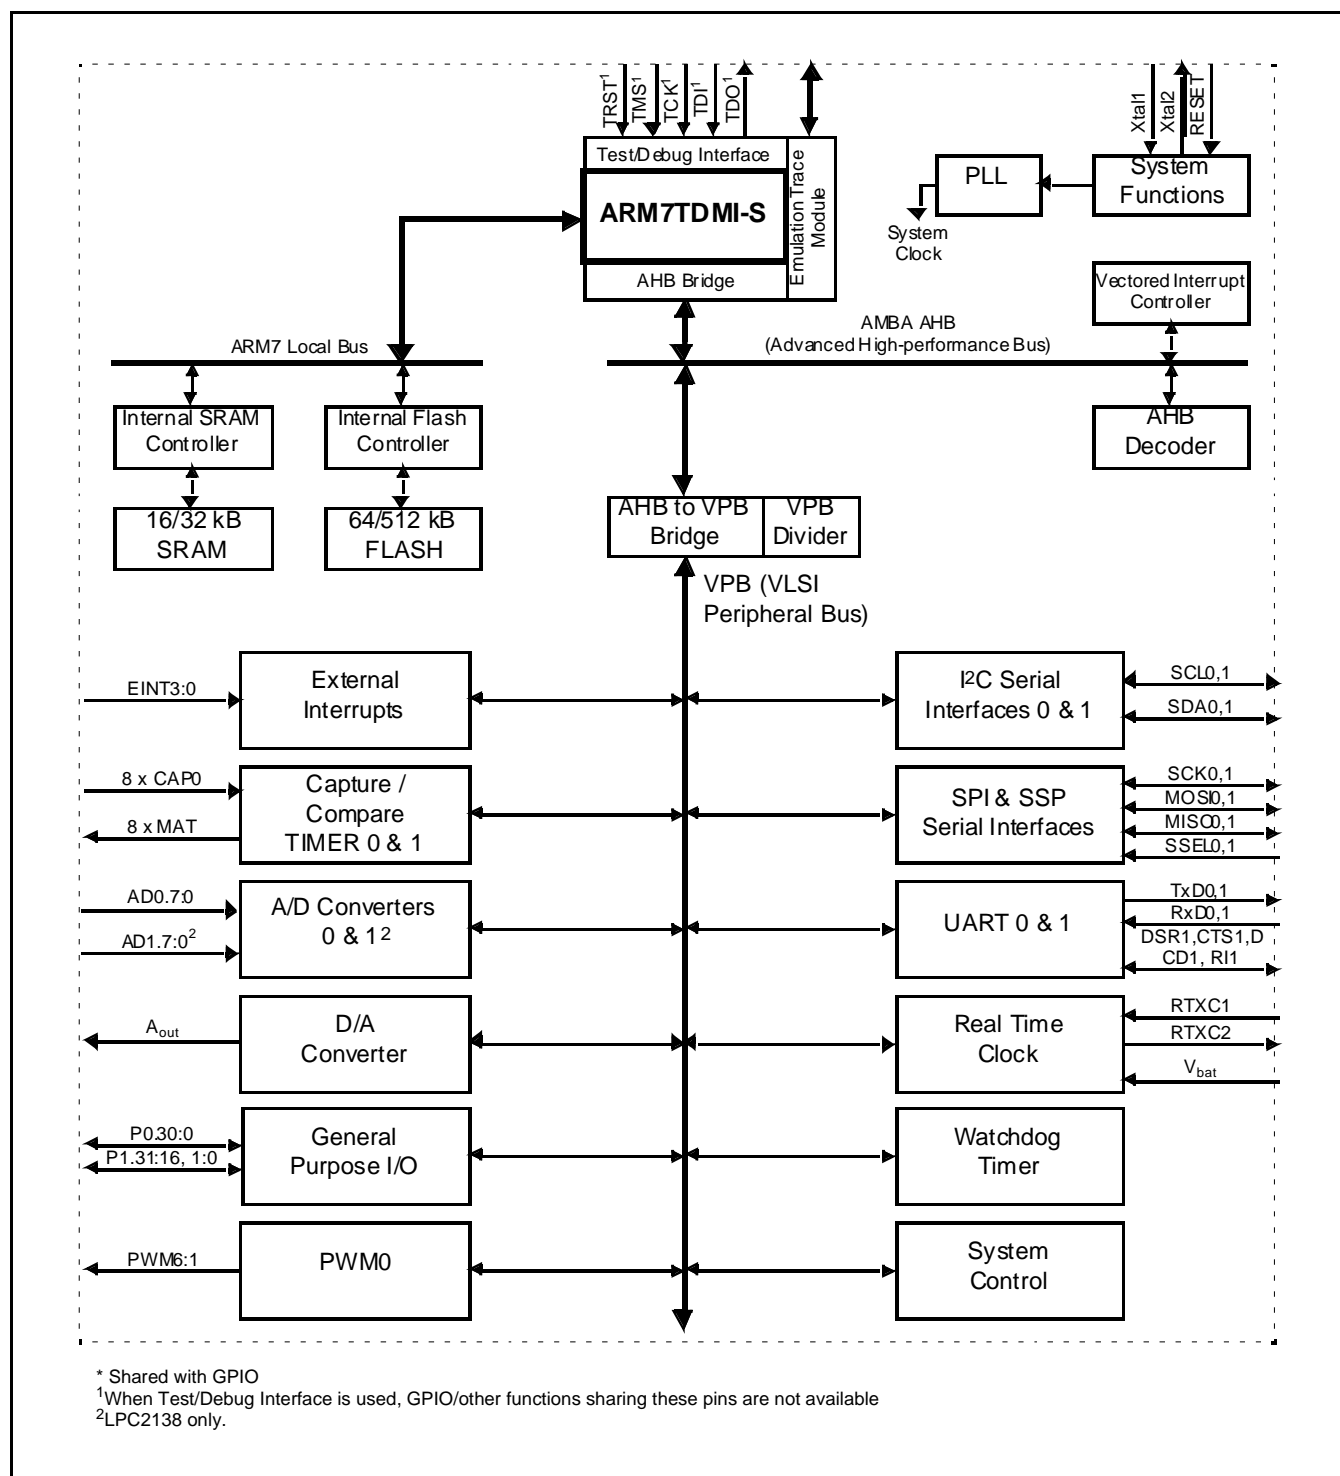 TRST¹
TMS¹
TCK¹
TDI¹
TDO¹
Xtal1
Xtal2
RESET
Test/Debug Interface
ARM7TDMI-S
AHB Bridge
Emulation Trace
Module
PLL
System
Functions
System
Clock
Vectored Interrupt
Controller
ARM7 Local Bus
AMBA AHB
(Advanced High-performance Bus)
Internal SRAM
Controller
Internal Flash
Controller
AHB
Decoder
16/32 kB
SRAM
64/512 kB
FLASH
AHB to VPB
Bridge
VPB
Divider
VPB (VLSI
Peripheral Bus)
EINT3:0
External
Interrupts
I²C Serial
Interfaces 0 & 1
SCL0,1
SDA0,1
8 x CAP0
8 x MAT
Capture /
Compare
TIMER 0 & 1
SPI & SSP
Serial Interfaces
SCK0,1
MOSI0,1
MISO0,1
SSEL0,1
AD0.7:0
AD1.7:0²
A/D Converters
0 & 1²
UART 0 & 1
TxD0,1
RxD0,1
DSR1,CTS1,D
CD1, RI1
Aout
D/A
Converter
Real Time
Clock
RTXC1
RTXC2
Vbat
P0.30:0
P1.31:16, 1:0
General
Purpose I/O
Watchdog
Timer
PWM6:1
PWM0
System
Control
* Shared with GPIO
¹When Test/Debug Interface is used, GPIO/other functions sharing these pins are not available
²LPC2138 only.